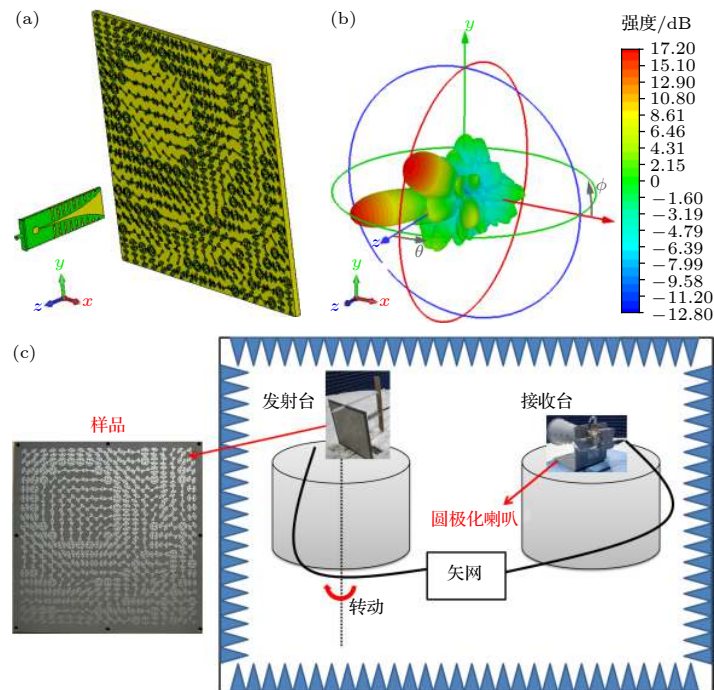 (a)
(b)
y
z
x
y
z
ϕ
θ
y
z
x
强度/dB
17.20
15.10
12.90
10.80
8.61
6.46
4.31
2.15
0
−1.60
−3.19
−4.79
−6.39
−7.99
−9.58
−11.20
−12.80
(c)
发射台
接收台
样品
圆极化喇叭
矢网
转动